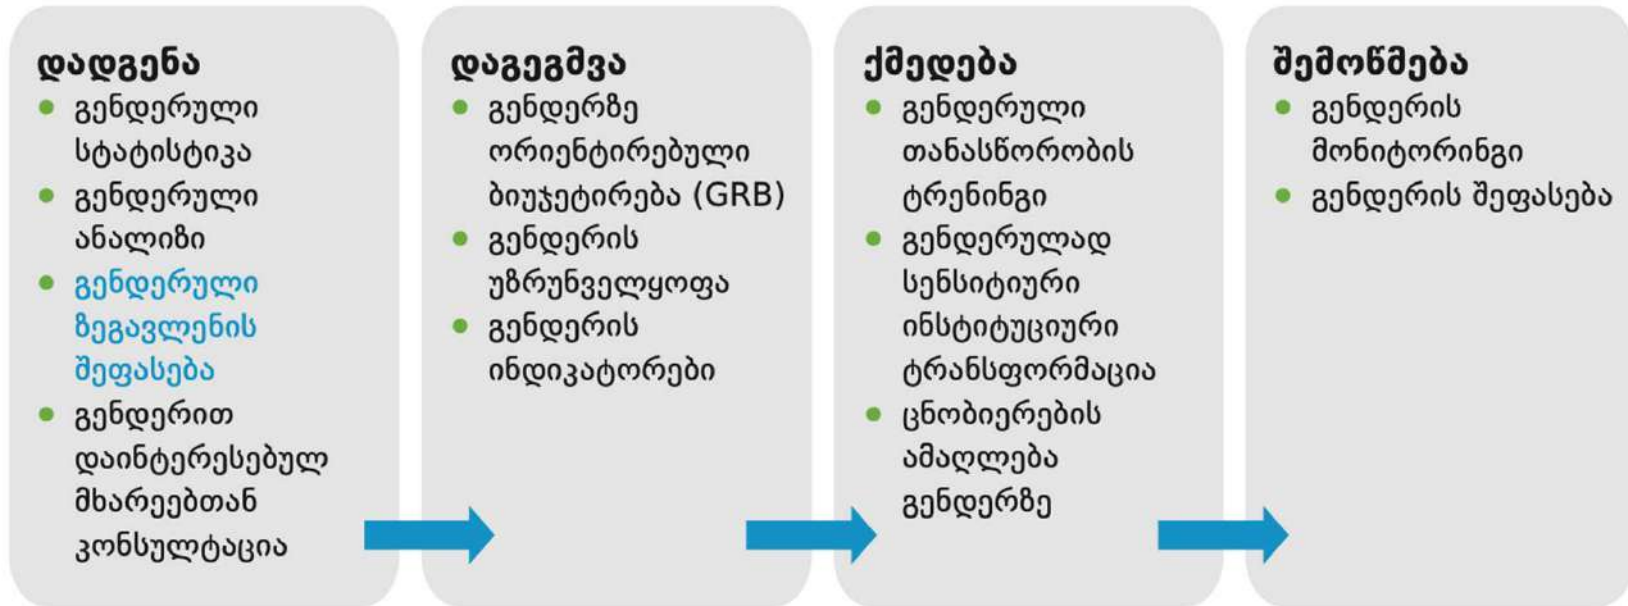 დადგენა
• გენდერული
სტატისტიკა
• გენდერული
ანალიზი
• გენდერული
ზეგავლენის
შეფასება
• გენდერით
დაინტერესებულ
მხარეებთან
კონსულტაცია
დაგეგმვა
• გენდერზე
ორიენტირებული
ბიუჯეტირება (GRB)
• გენდერის
უზრუნველყოფა
• გენდერის
ინდიკატორები
ქმედება
• გენდერული
თანასწორობის
ტრენინგი
• გენდერულად
სენსიტიური
ინსტიტუციური
ტრანსფორმაცია
• ცნობიერების
ამაღლება
გენდერზე
შემოწმება
• გენდერის
მონიტორინგი
• გენდერის შეფასება